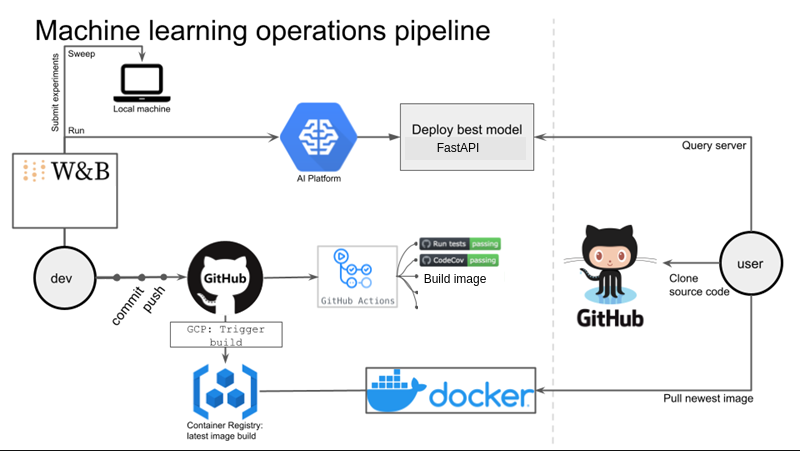 Machine learning operations pipeline
Sweep
Submit experiments
Local machine
Run
AI Platform
Deploy best model
FastAPI
Query server
W&B
dev
commit
push
GitHub
GitHub Actions
Run tests passing
CodeCov passing
Build image
GitHub
Clone
source code
user
GCP: Trigger
build
Container Registry:
latest image build
docker
Pull newest image